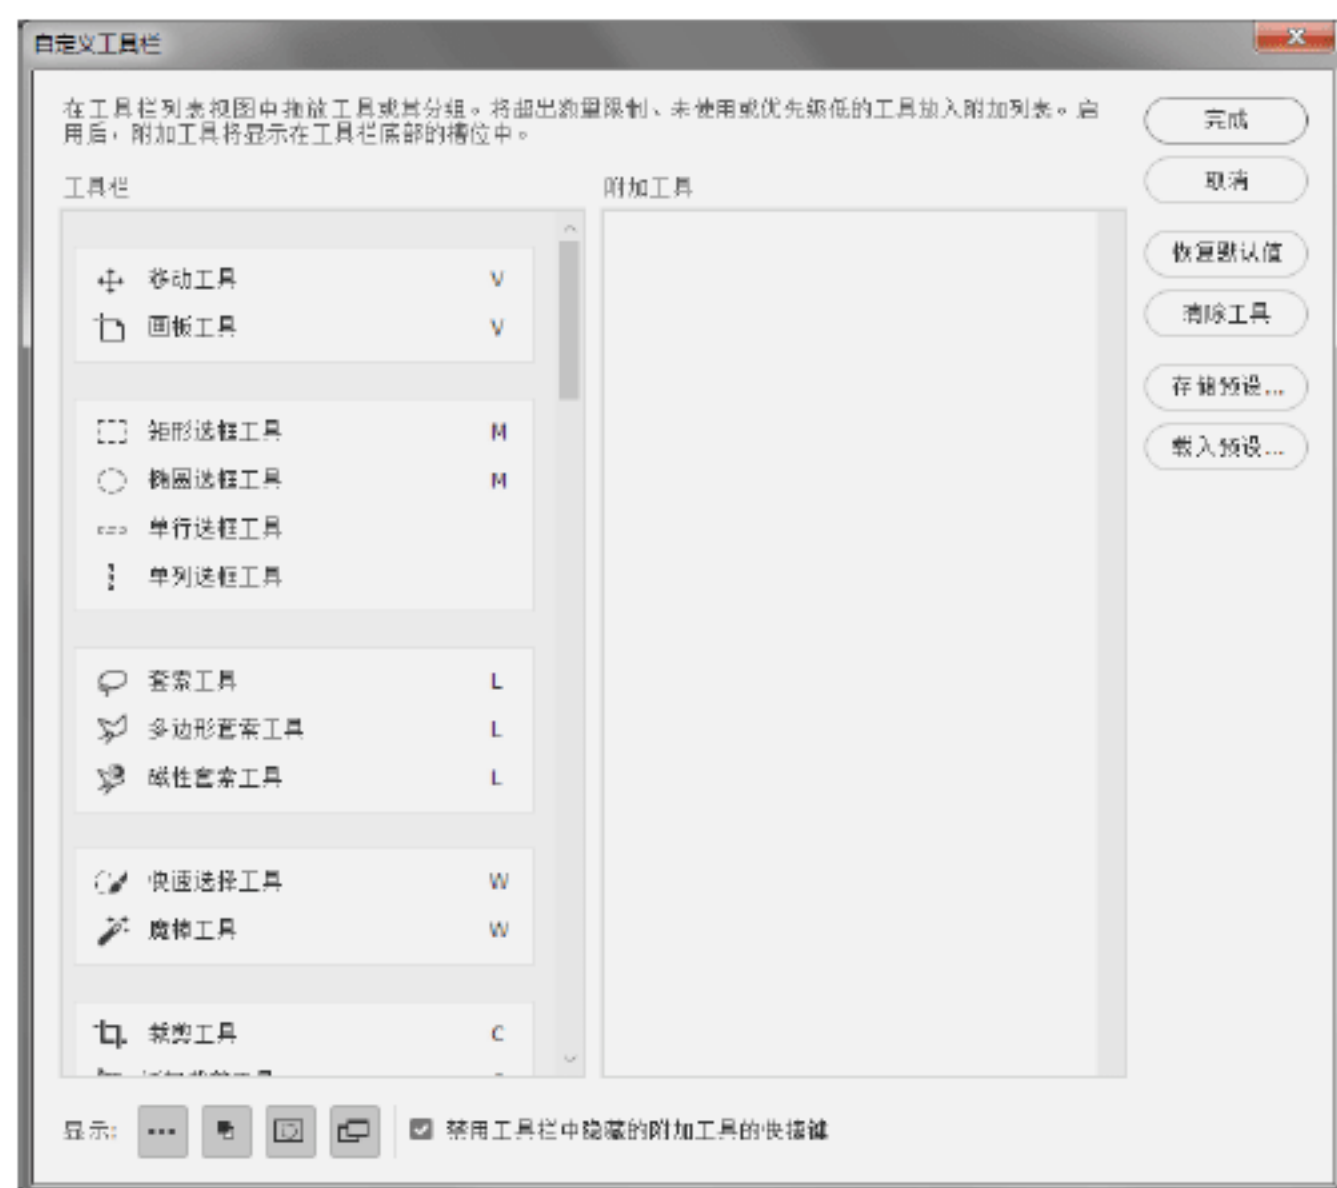 自定义工具栏
在工具栏列表视图中拖放工具或其分组。将超出数量限制、未使用或优先级低的工具放入附加列表。启
用后，附加工具将显示在工具栏底部的槽位中。
工具栏
附加工具
移动工具 V
画板工具 V
矩形选框工具 M
椭圆选框工具 M
单行选框工具
单列选框工具
套索工具 L
多边形套索工具 L
磁性套索工具 L
快速选择工具 W
魔棒工具 W
裁剪工具 C
完成
取消
恢复默认值
清除工具
存储预设...
载入预设...
显示:
禁用工具栏中隐藏的附加工具的快捷键